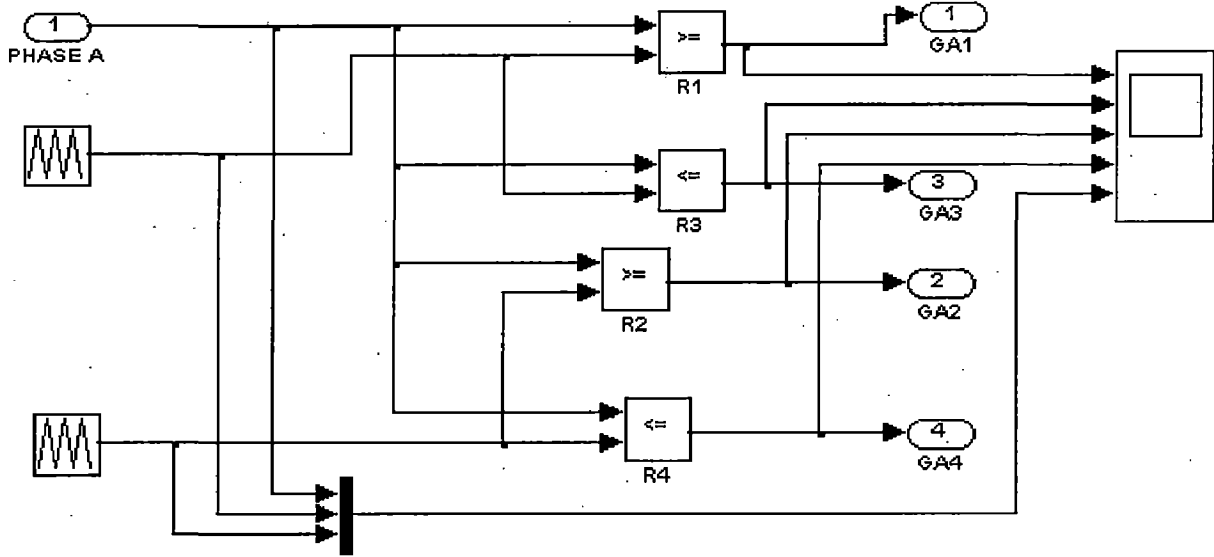 1
PHASE A
>=
R1
1
GA1
<=
R3
3
GA3
>=
R2
2
GA2
<=
R4
4
GA4